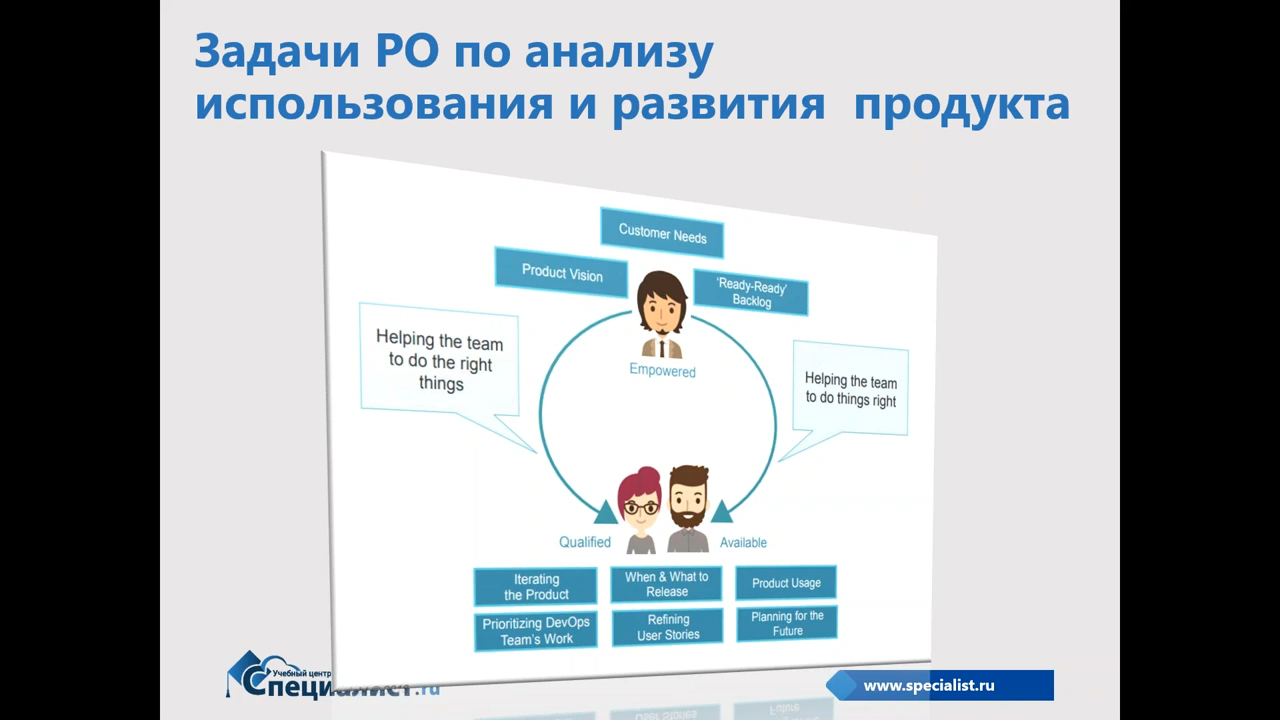 Задачи PO по анализу
использования и развития продукта
Customer Needs
Product Vision
'Ready-Ready'
Backlog
Helping the team
to do the right
things
Empowered
Helping the team
to do things right
Qualified
Available
Iterating
the Product
When & What to
Release
Product Usage
Prioritizing DevOps
Team's Work
Refining
User Stories
Planning for the
Future
Учебный центр
Специалист.ru
www.specialist.ru